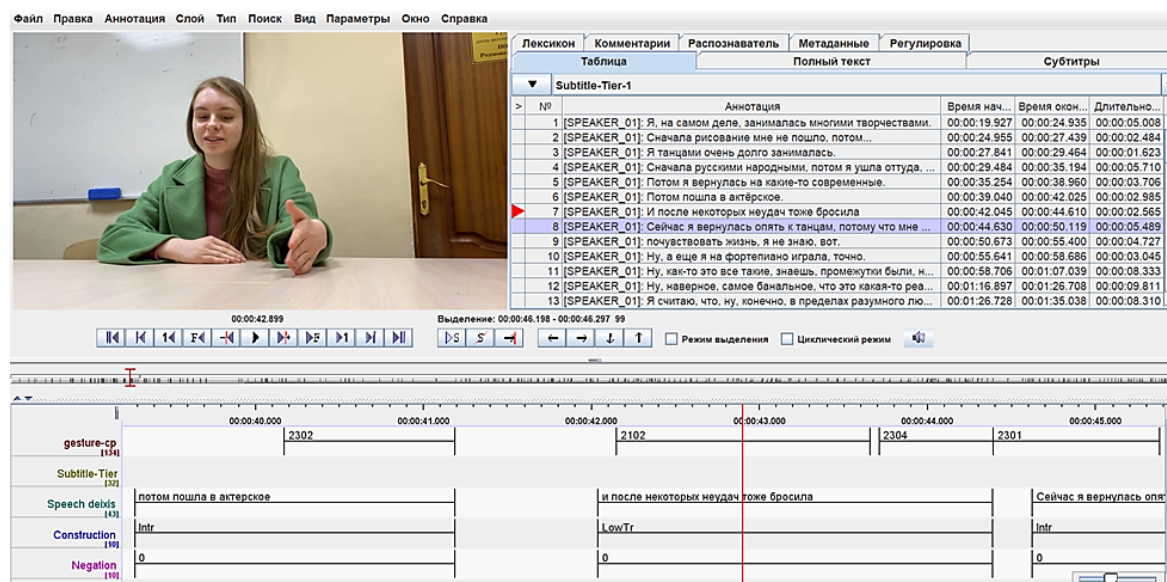 Файл Правка Аннотация Слой Тип Поиск Вид Параметры Окно Справка
Лексикон Комментарии Распознаватель Метаданные Регулировка
Таблица Полный текст Субтитры
Subtitle-Tier-1
> № Аннотация Время нач... Время окон... Длительно...
1 [SPEAKER_01]: Я, на самом деле, занималась многими творчествами. 00:00:19.927 00:00:24.935 00:00:05.008
2 [SPEAKER_01]: Сначала рисование мне не пошло, потом... 00:00:24.955 00:00:27.439 00:00:02.484
3 [SPEAKER_01]: Я танцами очень долго занималась. 00:00:27.841 00:00:29.464 00:00:01.623
4 [SPEAKER_01]: Сначала русскими народными, потом я ушла оттуда, ... 00:00:29.484 00:00:35.194 00:00:05.710
5 [SPEAKER_01]: Потом я вернулась на какие-то современные. 00:00:35.254 00:00:38.960 00:00:03.706
6 [SPEAKER_01]: Потом пошла в актёрское. 00:00:39.040 00:00:42.025 00:00:02.985
7 [SPEAKER_01]: И после некоторых неудач тоже бросила 00:00:42.045 00:00:44.610 00:00:02.565
8 [SPEAKER_01]: Сейчас я вернулась опять к танцам, потому что мне ... 00:00:44.630 00:00:50.119 00:00:05.489
9 [SPEAKER_01]: почувствовать жизнь, я не знаю, вот. 00:00:50.673 00:00:55.400 00:00:04.727
10 [SPEAKER_01]: Ну, а еще я на фортепиано играла, точно. 00:00:55.641 00:00:58.686 00:00:03.045
11 [SPEAKER_01]: Ну, как-то это все такие, знаешь, промежутки были, н... 00:00:58.706 00:01:07.039 00:00:08.333
12 [SPEAKER_01]: Ну, наверное, самое банальное, что это какая-то реа... 00:01:16.897 00:01:26.708 00:00:09.811
13 [SPEAKER_01]: Я считаю, что, ну, конечно, в пределах разумного лю... 00:01:26.728 00:01:35.038 00:00:08.310
00:00:42.899 Выделение: 00:00:46.198 - 00:00:46.297 99
Режим выделения Циклический режим
00:00:40.000 00:00:41.000 00:00:42.000 00:00:43.000 00:00:44.000 00:00:45.000
gesture-cp [134] 2302 2102 2304 2301
Subtitle-Tier [32]
Speech deixis [43] потом пошла в актерское и после некоторых неудач тоже бросила Сейчас я вернулась опя
Construction [10] Intr LowTr Intr
Negation [10] 0 0 0